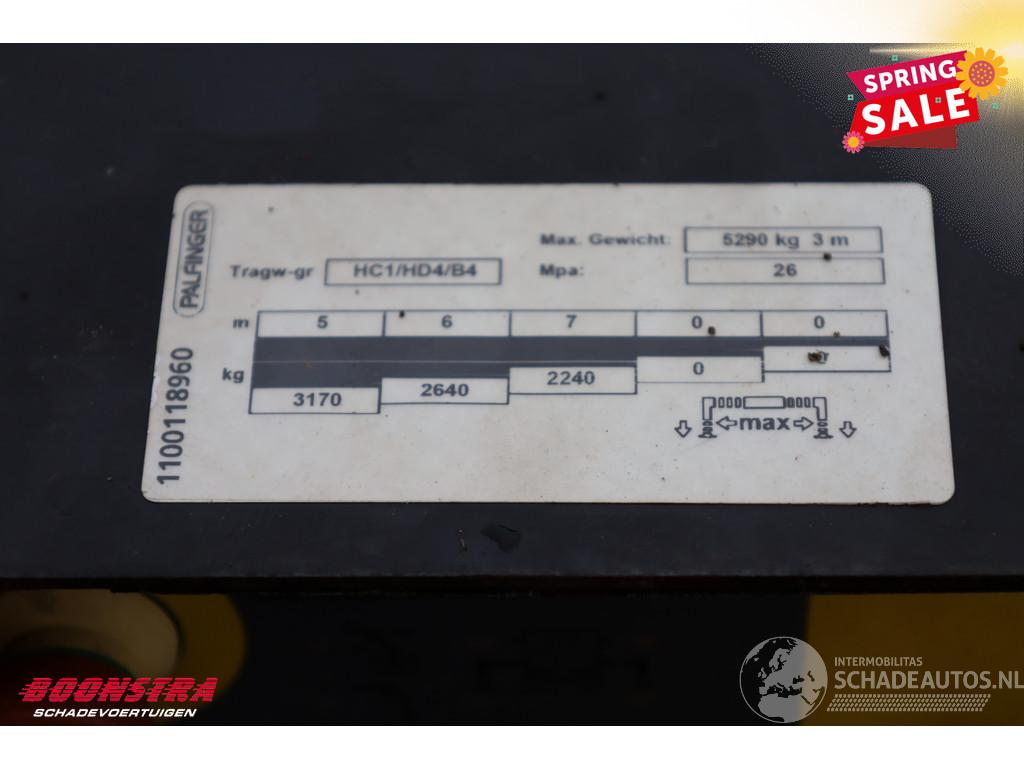 SPRING
SALE
PALFINGER
1100118960
Max. Gewicht: 5290 kg 3 m
Tragw-gr HC1/HD4/B4 Mpa: 26
m 5 6 7 0 0
kg 3170 2640 2240 0
max
BOONSTRA
SCHADEVOERTUIGEN
INTERMOBILITAS
SCHADEAUTOS.NL